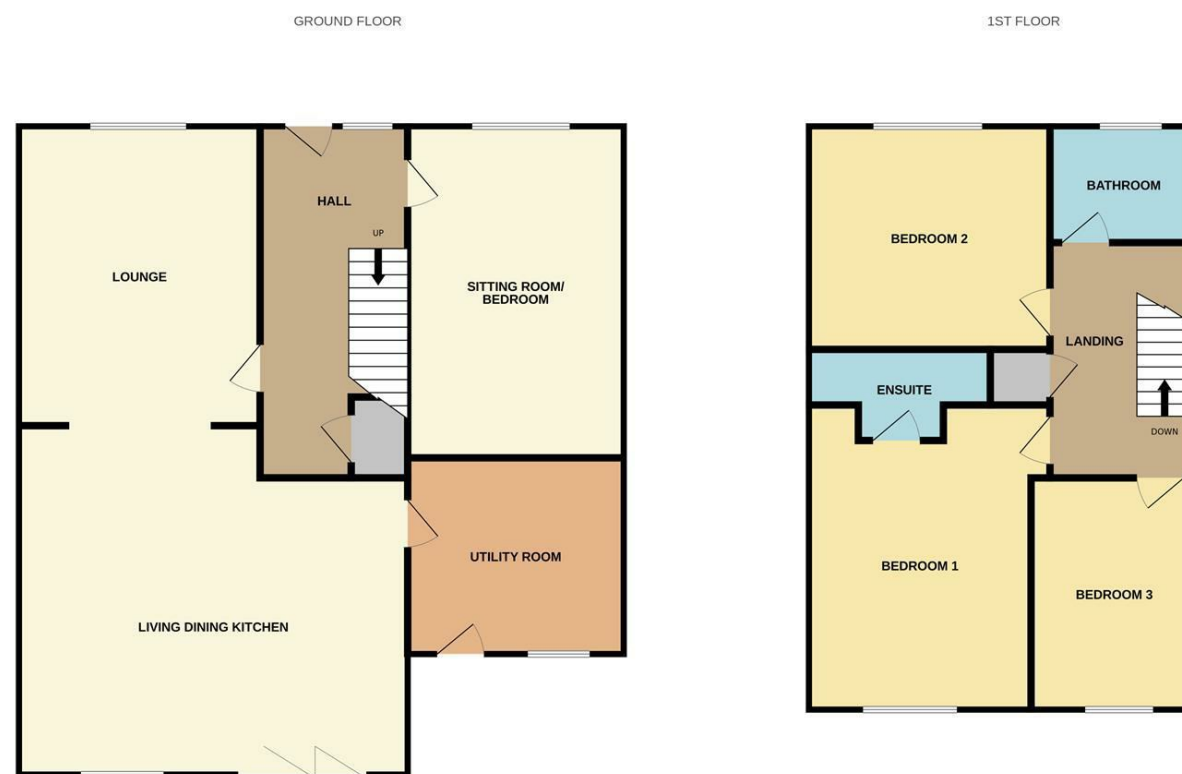 GROUND FLOOR
1ST FLOOR
LOUNGE
HALL
UP
SITTING ROOM/
BEDROOM
UTILITY ROOM
LIVING DINING KITCHEN
BEDROOM 2
BATHROOM
LANDING
ENSUITE
DOWN
BEDROOM 1
BEDROOM 3